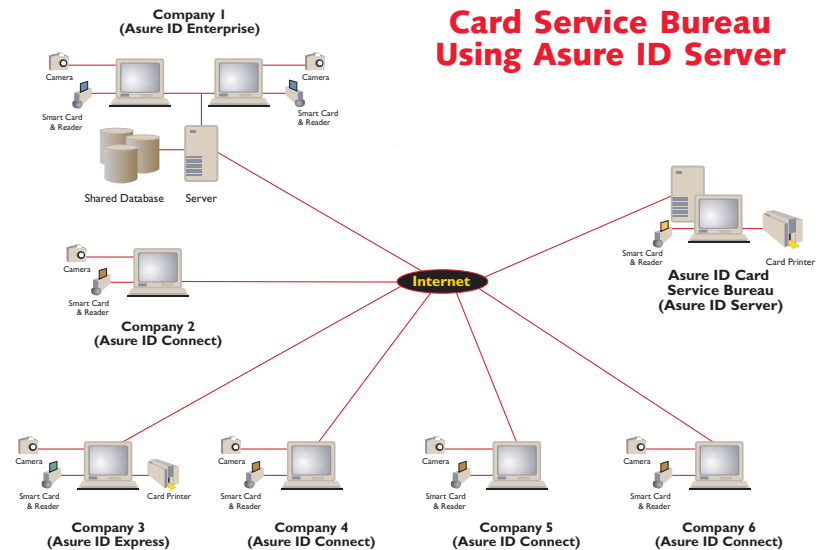 Card Service Bureau
Using Asure ID Server
Company 1
(Asure ID Enterprise)
Camera
Camera
Smart Card
& Reader
Smart Card
& Reader
Shared Database
Server
Camera
Smart Card
& Reader
Company 2
(Asure ID Connect)
Internet
Smart Card
& Reader
Card Printer
Asure ID Card
Service Bureau
(Asure ID Server)
Camera
Smart Card
& Reader
Card Printer
Company 3
(Asure ID Express)
Camera
Smart Card
& Reader
Company 4
(Asure ID Connect)
Camera
Smart Card
& Reader
Company 5
(Asure ID Connect)
Camera
Smart Card
& Reader
Company 6
(Asure ID Connect)